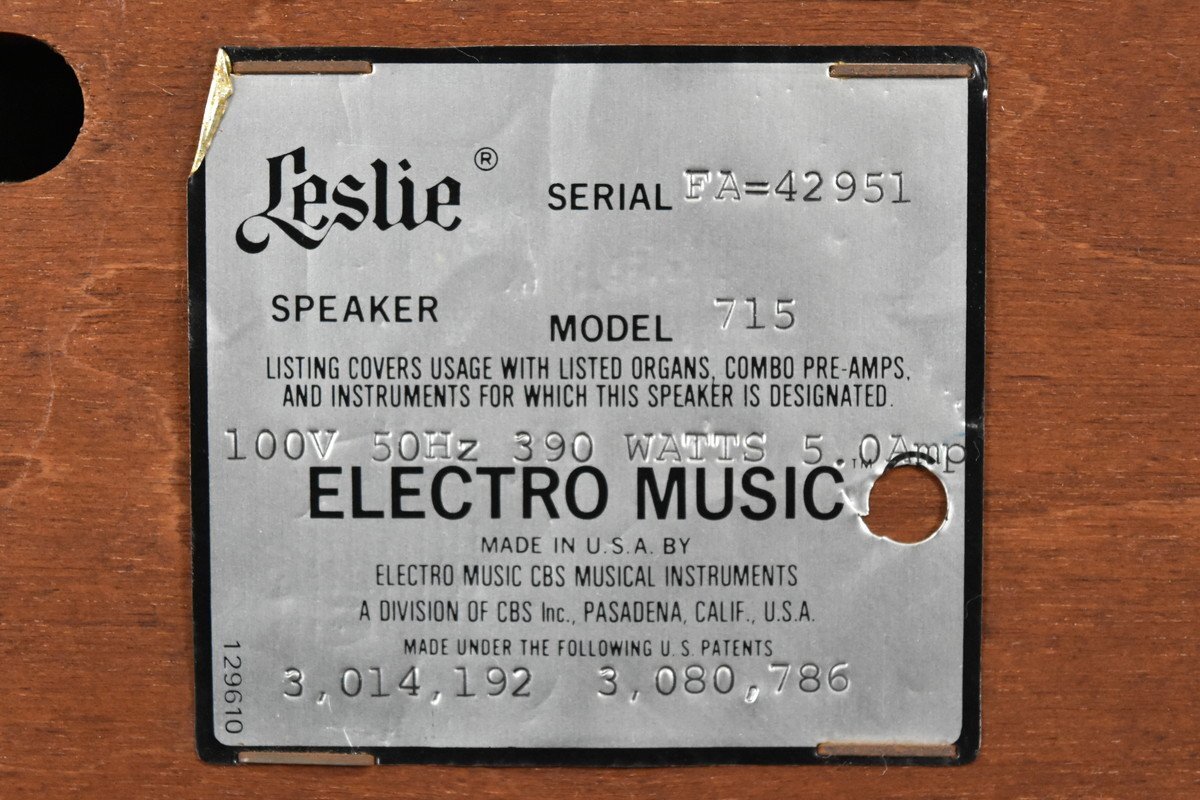 Leslie ®
SERIAL FA=42951
SPEAKER
MODEL 715
LISTING COVERS USAGE WITH LISTED ORGANS, COMBO PRE-AMPS,
AND INSTRUMENTS FOR WHICH THIS SPEAKER IS DESIGNATED.
100V 50Hz 390 WATTS 5.0Amp
ELECTRO MUSIC™
MADE IN U.S.A. BY
ELECTRO MUSIC CBS MUSICAL INSTRUMENTS
A DIVISION OF CBS Inc., PASADENA, CALIF., U.S.A.
MADE UNDER THE FOLLOWING U.S. PATENTS
3,014,192 3,080,786
129610